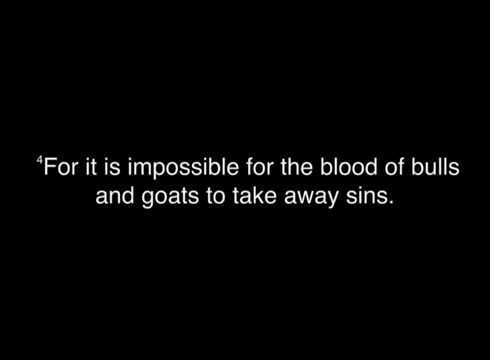 ⁴For it is impossible for the blood of bulls
and goats to take away sins.